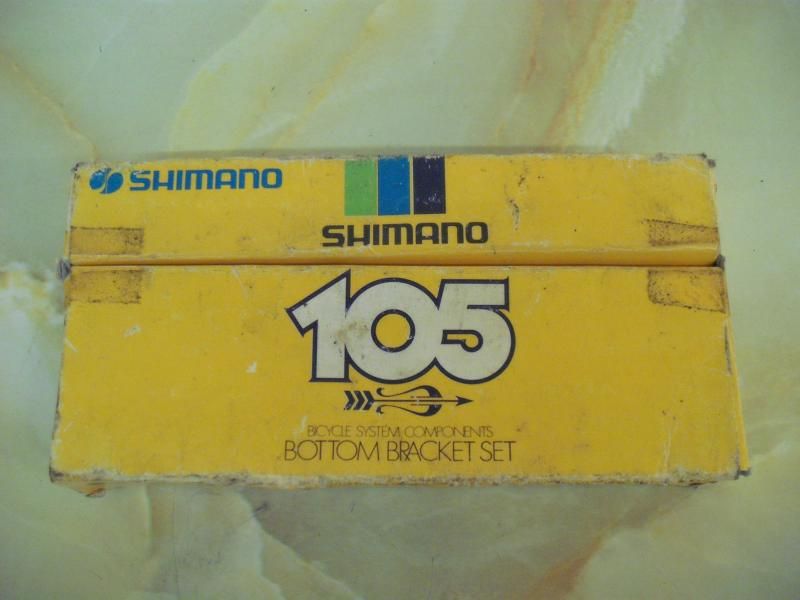 SHIMANO
SHIMANO
105
BICYCLE SYSTEM COMPONENTS
BOTTOM BRACKET SET